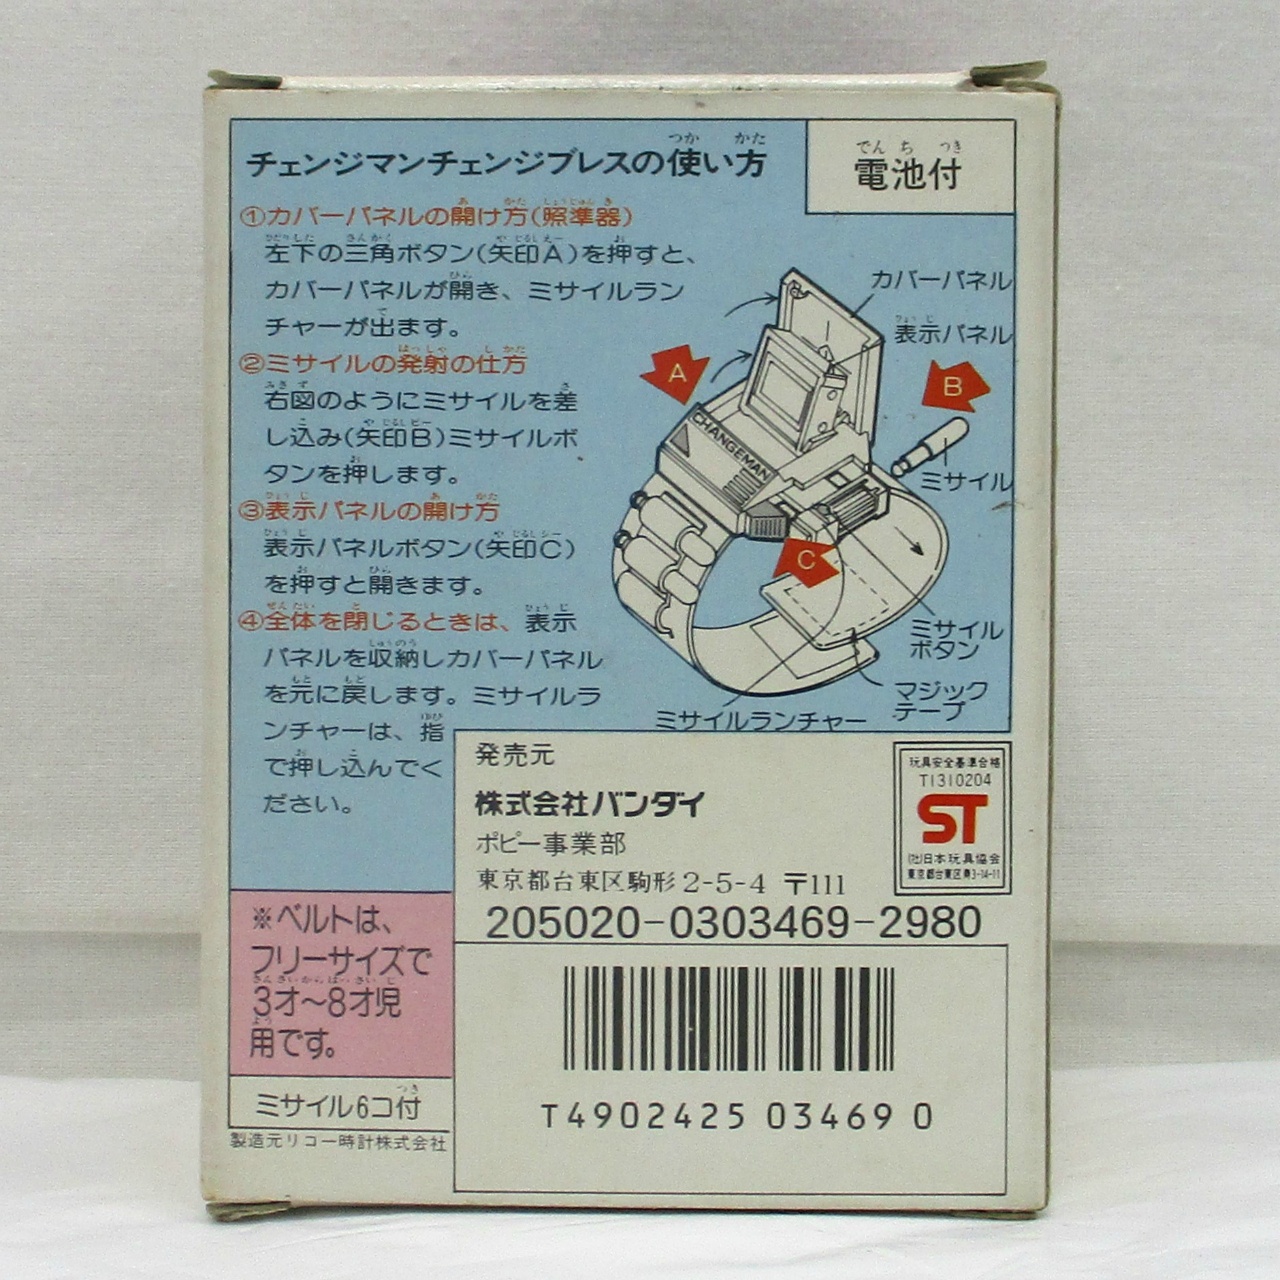 チェンジマンチェンジブレスの使い方
電池付
①カバーパネルの開け方(照準器)
左下の三角ボタン(矢印A)を押すと、
カバーパネルが開き、ミサイルラン
チャーが出ます。
②ミサイルの発射の仕方
右図のようにミサイルを差
し込み(矢印B)ミサイルボ
タンを押します。
③表示パネルの開け方
表示パネルボタン(矢印C)
を押すと開きます。
④全体を閉じるときは、表示
パネルを収納しカバーパネル
を元に戻します。ミサイルラ
ンチャーは、指
で押し込んでく
ださい。
カバーパネル
表示パネル
A
B
CHANGEMAN
ミサイル
C
ミサイル
ボタン
マジック
テープ
ミサイルランチャー
※ベルトは、
フリーサイズで
3才〜8才児
用です。
ミサイル6コ付
製造元リコー時計株式会社
発売元
株式会社バンダイ
ポピー事業部
東京都台東区駒形2-5-4 〒111
205020-0303469-2980
玩具安全基準合格
T1310204
ST
(社)日本玩具協会
T4902425 03469 0